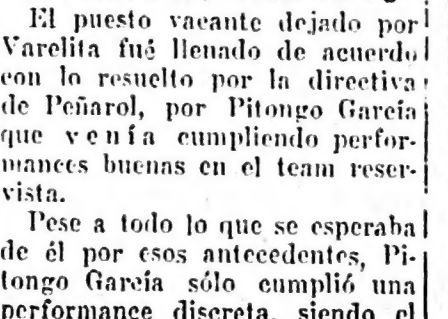 El puesto vacante dejado por
Varelita fué llenado de acuerdo
con lo resuelto por la directiva
de Peñarol, por Pitongo García
que venía cumpliendo perfor-
mances buenas en el team reser-
vista.
Pese a todo lo que se esperaba
de él por esos antecedentes, Pi-
tongo García sólo cumplió una
performance discreta, siendo el